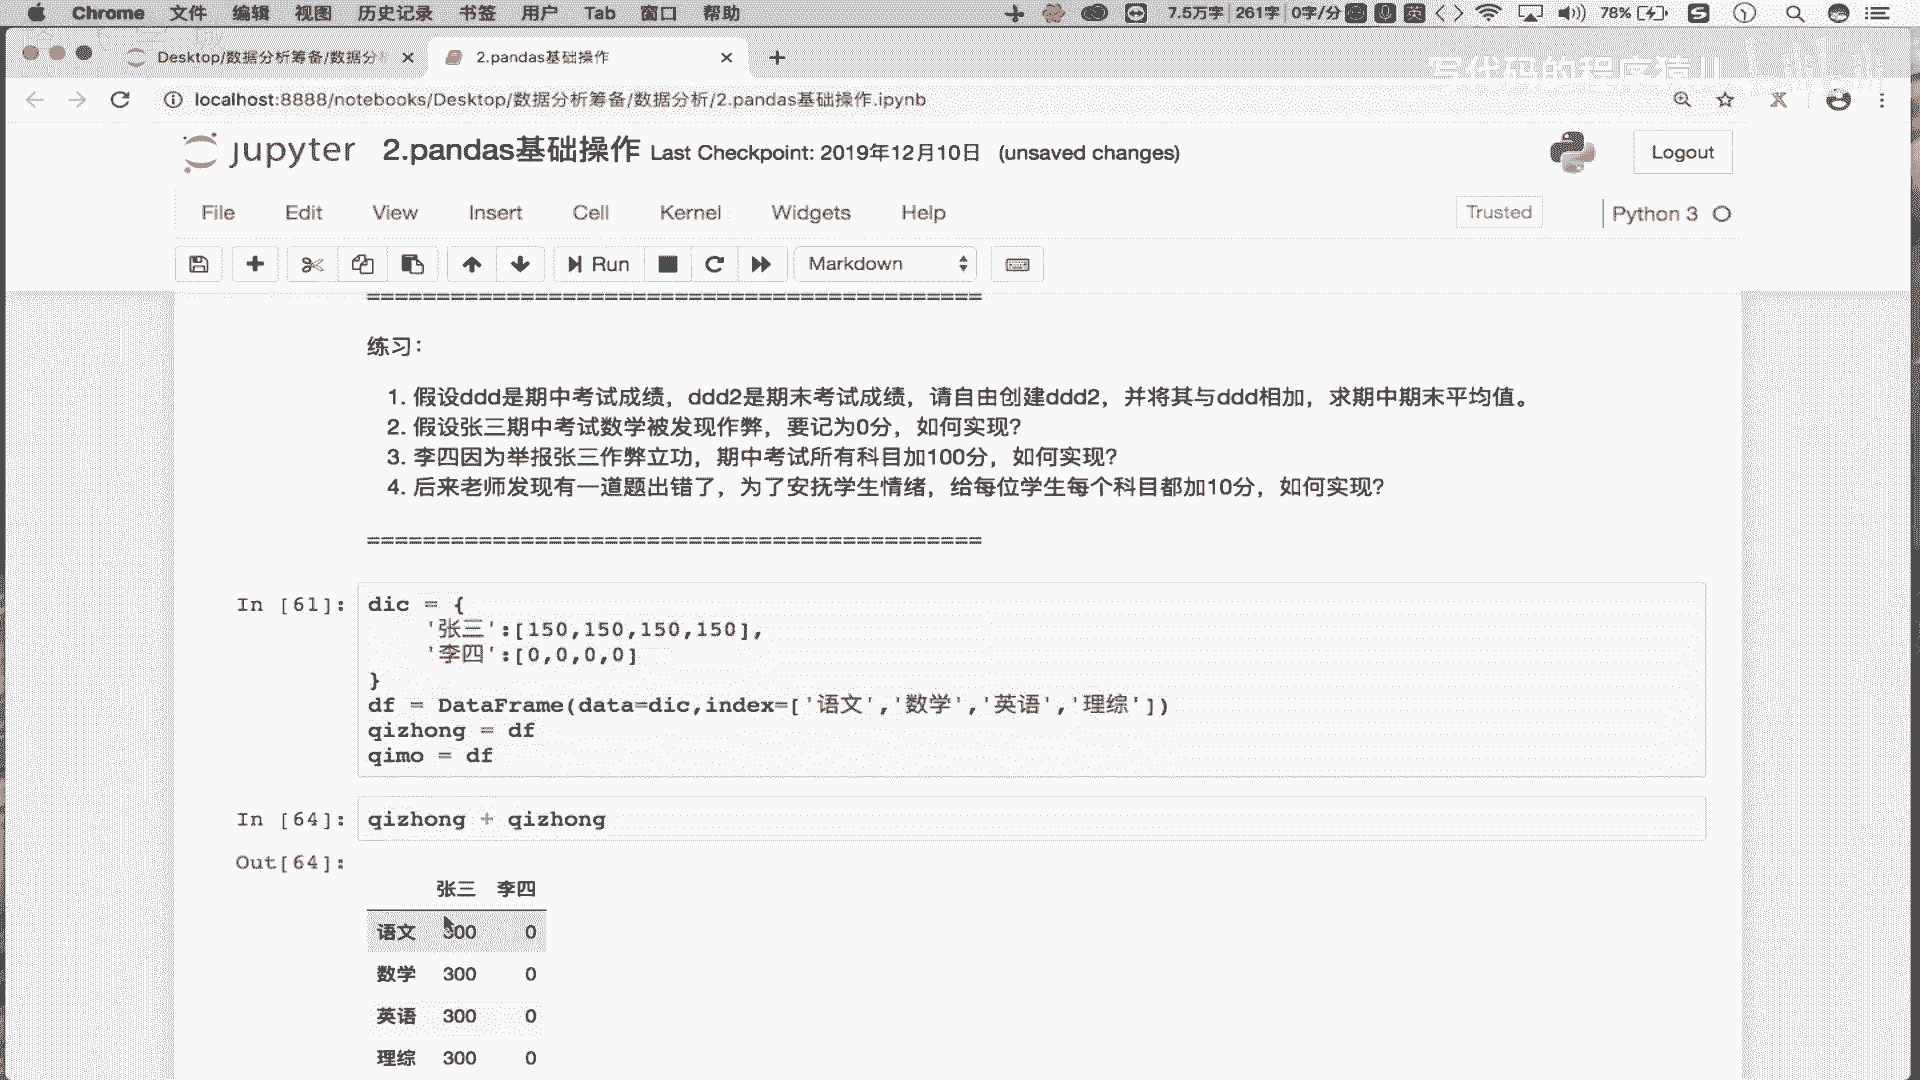 Chrome 文件 编辑 视图 历史记录 书签 用户 Tab 窗口 帮助 7.5万字 261字 0字/分 英 78%
Desktop/数据分析筹备/数据分析 2.pandas基础操作
写代码的程序猿儿
localhost:8888/notebooks/Desktop/数据分析筹备/数据分析/2.pandas基础操作.ipynb
jupyter 2.pandas基础操作 Last Checkpoint: 2019年12月10日 (unsaved changes) Logout
File Edit View Insert Cell Kernel Widgets Help Trusted Python 3
Run Markdown
============================================
练习：
1. 假设ddd是期中考试成绩，ddd2是期末考试成绩，请自由创建ddd2，并将其与ddd相加，求期中期末平均值。
2. 假设张三期中考试数学被发现作弊，要记为0分，如何实现？
3. 李四因为举报张三作弊立功，期中考试所有科目加100分，如何实现？
4. 后来老师发现有一道题出错了，为了安抚学生情绪，给每位学生每个科目都加10分，如何实现？
============================================
In [61]: dic = {
'张三':[150,150,150,150],
'李四':[0,0,0,0]
}
df = DataFrame(data=dic,index=['语文','数学','英语','理综'])
qizhong = df
qimo = df
In [64]: qizhong + qizhong
Out[64]:
张三 李四
语文 300 0
数学 300 0
英语 300 0
理综 300 0